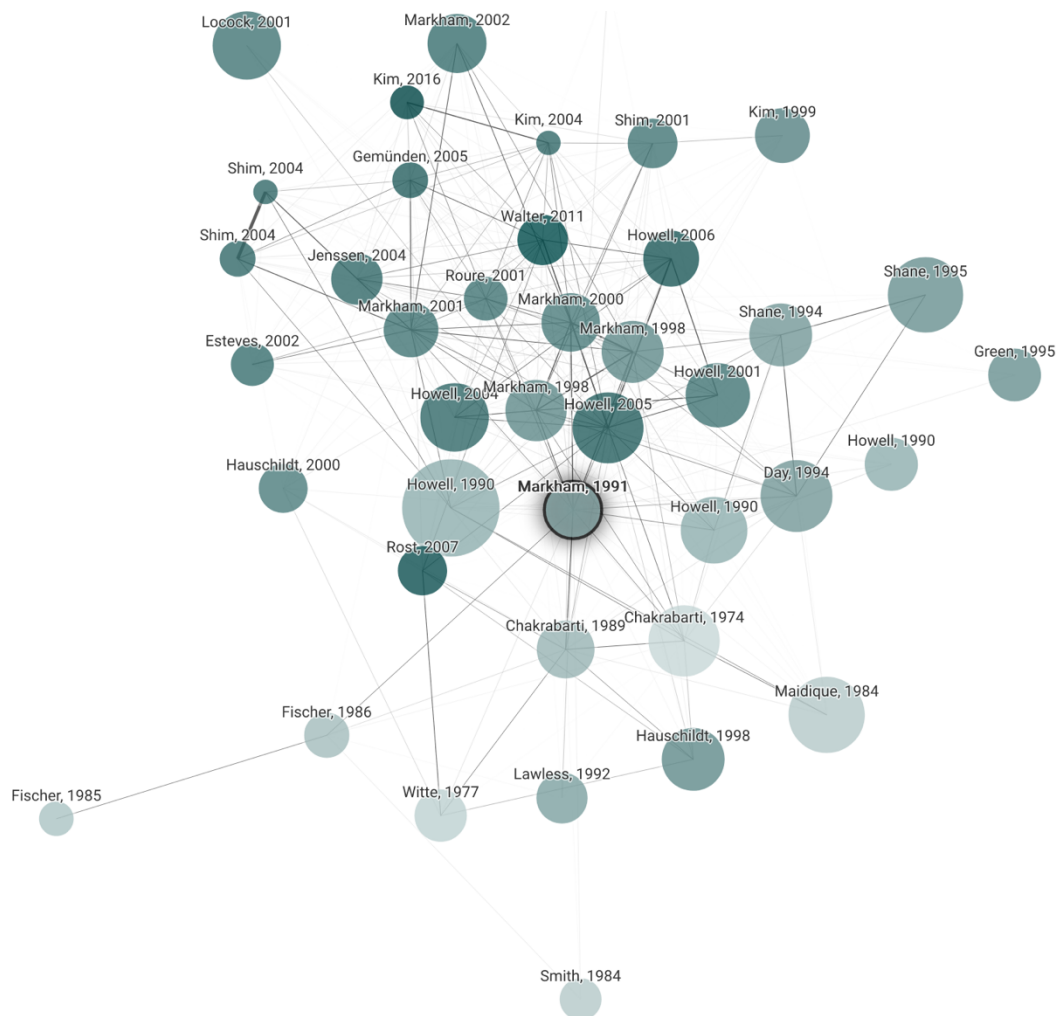 Locock, 2001
Markham, 2002
Kim, 2016
Kim, 2004
Shim, 2001
Kim, 1999
Gemünden, 2005
Shim, 2004
Walter, 2011
Howell, 2006
Shim, 2004
Jenssen, 2004
Roure, 2001
Markham, 2000
Shane, 1995
Markham, 2001
Markham, 1998
Shane, 1994
Esteves, 2002
Green, 1995
Howell, 2001
Markham, 1998
Howell, 2004
Howell, 2005
Howell, 1990
Hauschildt, 2000
Howell, 1990
Markham, 1991
Day, 1994
Howell, 1990
Rost, 2007
Chakrabarti, 1989
Chakrabarti, 1974
Maidique, 1984
Fischer, 1986
Hauschildt, 1998
Lawless, 1992
Fischer, 1985
Witte, 1977
Smith, 1984